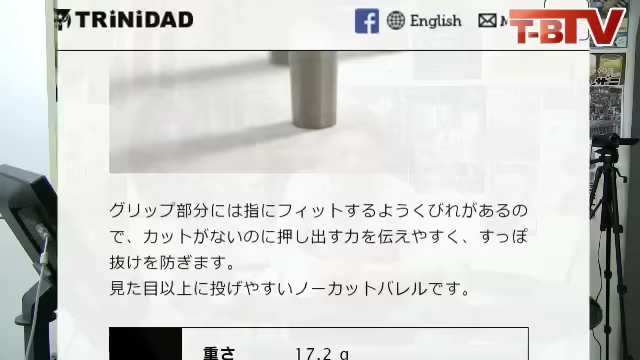 TRiNiDAD
English
M
T-BTV
グリップ部分には指にフィットするようくびれがあるの
で、カットがないのに押し出す力を伝えやすく、すっぽ
抜けを防ぎます。
見た目以上に投げやすいノーカットバレルです。
重さ 17.2 g